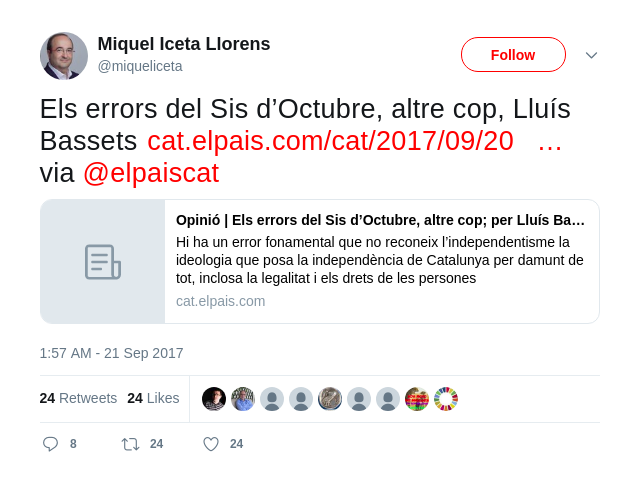 Miquel Iceta Llorens
@miqueliceta
Follow
Els errors del Sis d’Octubre, altre cop, Lluís
Bassets cat.elpais.com/cat/2017/09/20 …
via @elpaiscat
Opinió | Els errors del Sis d’Octubre, altre cop; per Lluís Ba…
Hi ha un error fonamental que no reconeix l’independentisme la
ideologia que posa la independència de Catalunya per damunt de
tot, inclosa la legalitat i els drets de les persones
cat.elpais.com
1:57 AM - 21 Sep 2017
24 Retweets 24 Likes
8 24 24